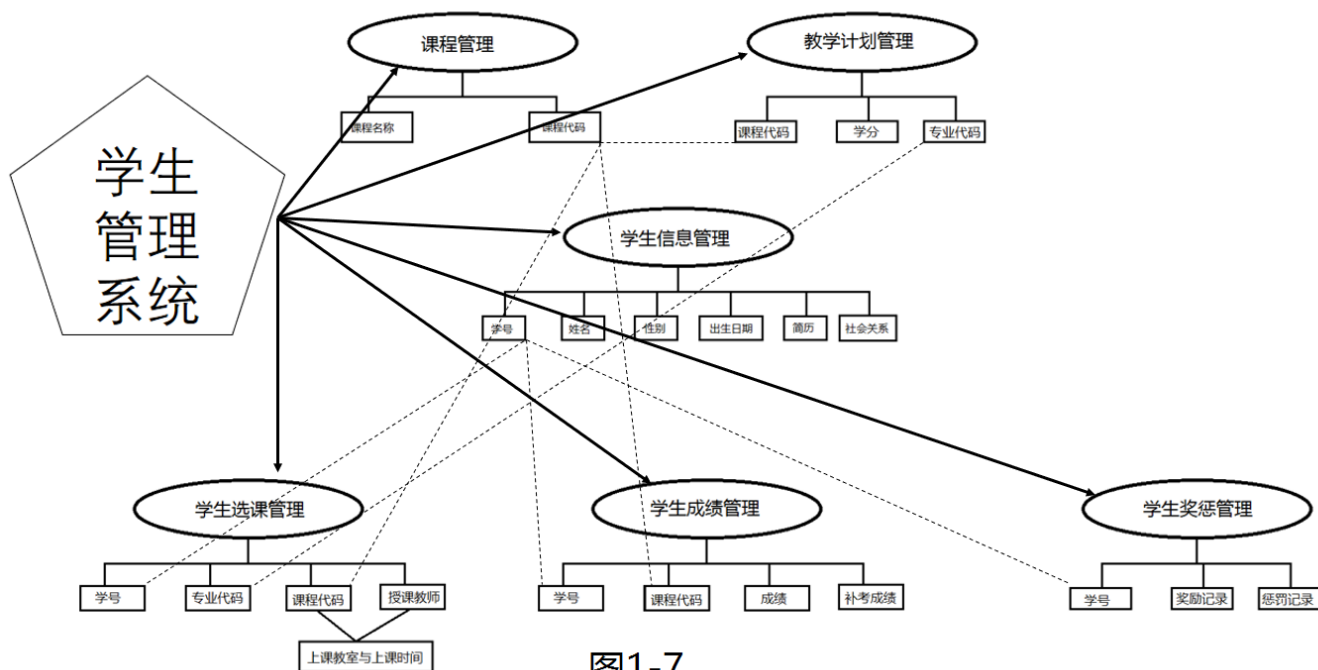 课程管理
教学计划管理
课程名称
课程代码
课程代码
学分
专业代码
学生
管理
系统
学生信息管理
学号
姓名
性别
出生日期
简历
社会关系
学生选课管理
学生成绩管理
学生奖惩管理
学号
专业代码
课程代码
授课教师
学号
课程代码
成绩
补考成绩
学号
奖励记录
惩罚记录
上课教室与上课时间
图1-7